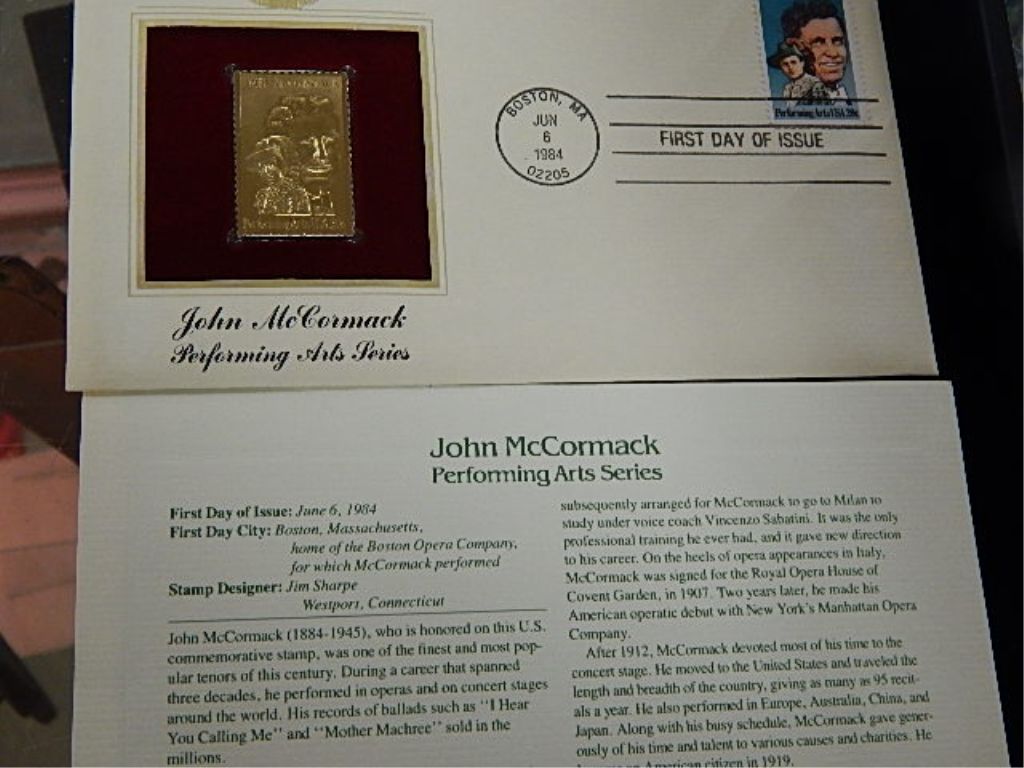 BOSTON, MA
JUN
6
1984
02205
Performing Arts USA 20c
FIRST DAY OF ISSUE
John McCormack
Performing Arts Series
John McCormack
Performing Arts Series
First Day of Issue: June 6, 1984
First Day City: Boston, Massachusetts,
home of the Boston Opera Company,
for which McCormack performed
Stamp Designer: Jim Sharpe
Westport, Connecticut
John McCormack (1884-1945), who is honored on this U.S.
commemorative stamp, was one of the finest and most pop-
ular tenors of this century. During a career that spanned
three decades, he performed in operas and on concert stages
around the world. His records of ballads such as "I Hear
You Calling Me" and "Mother Machree" sold in the
millions.
subsequently arranged for McCormack to go to Milan to
study under voice coach Vincenzo Sabatini. It was the only
professional training he ever had, and it gave new direction
to his career. On the heels of opera appearances in Italy,
McCormack was signed for the Royal Opera House of
Covent Garden, in 1907. Two years later, he made his
American operatic debut with New York's Manhattan Opera
Company.
After 1912, McCormack devoted most of his time to the
concert stage. He moved to the United States and traveled the
length and breadth of the country, giving as many as 95 recit-
als a year. He also performed in Europe, Australia, China, and
Japan. Along with his busy schedule, McCormack gave gener-
ously of his time and talent to various causes and charities. He
became an American citizen in 1919.